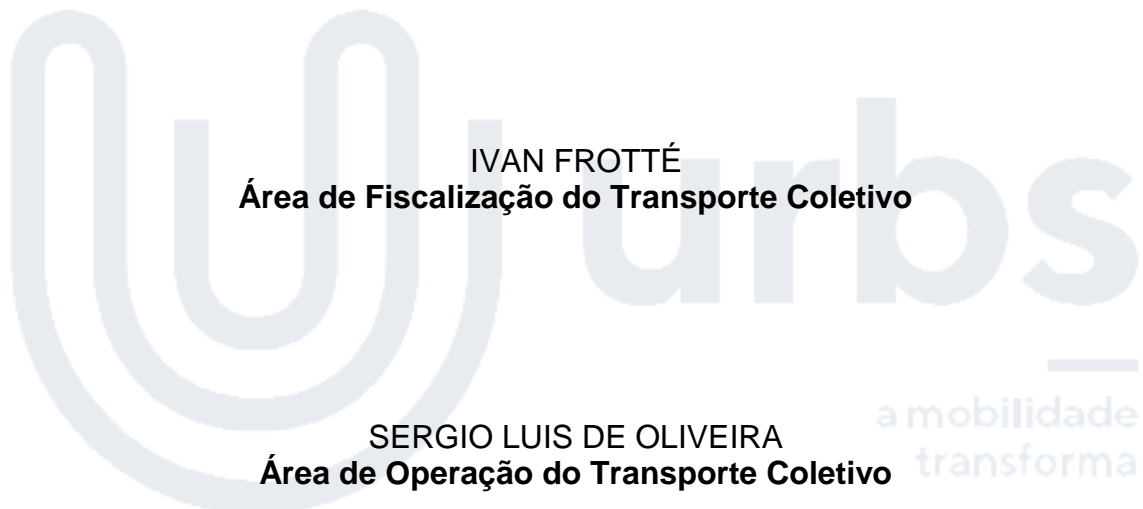 IVAN FROTTÉ
Área de Fiscalização do Transporte Coletivo
urbs
a mobilidade
transforma
SERGIO LUIS DE OLIVEIRA
Área de Operação do Transporte Coletivo